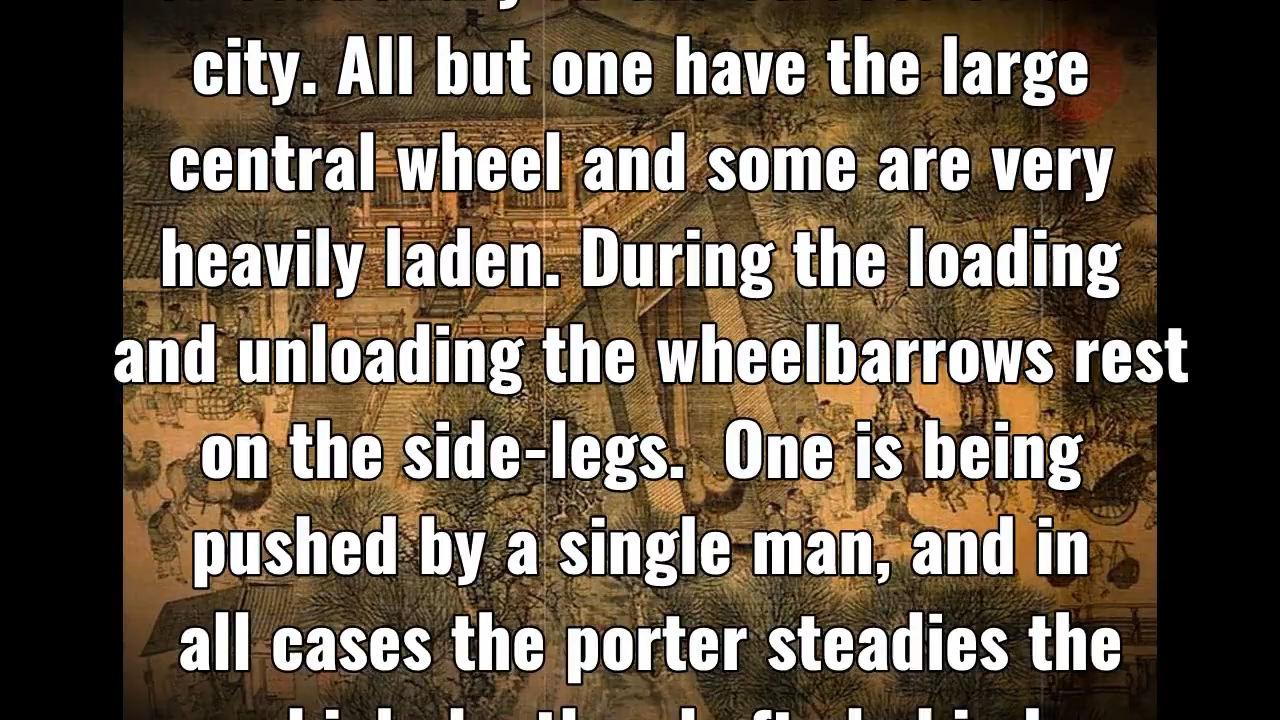 city. All but one have the large
central wheel and some are very
heavily laden. During the loading
and unloading the wheelbarrows rest
on the side-legs.  One is being
pushed by a single man, and in
all cases the porter steadies the